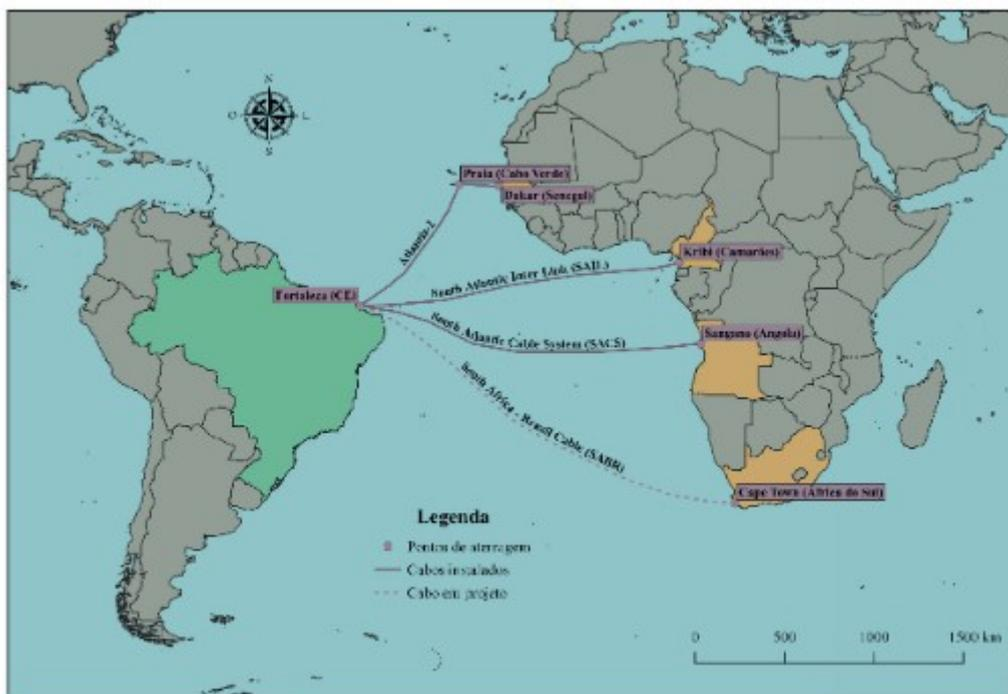 N
O
L
S
Praia (Cabo Verde)
Dakar (Senegal)
Atlantis-2
Kribi (Camarões)
South Atlantic Inter Link (SAIL)
Fortaleza (CE)
South Atlantic Cable System (SACS)
Sangano (Angola)
South Africa - Brazil Cable (SABR)
Cape Town (África do Sul)
Legenda
Pontos de aterragem
Cabos instalados
Cabo em projeto
0 500 1000 1500 km